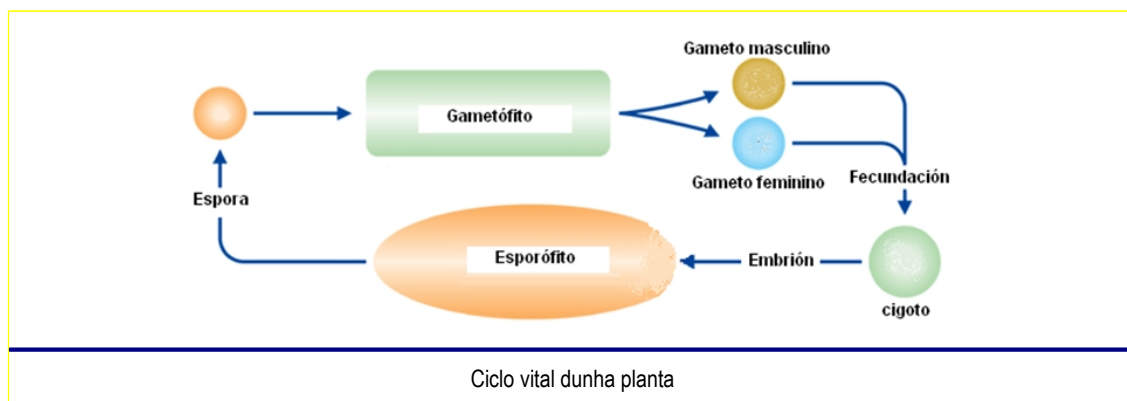 Gameto masculino
Gametófito
Gameto feminino
Fecundación
Espora
Esporófito
Embrión
cigoto
Ciclo vital dunha planta